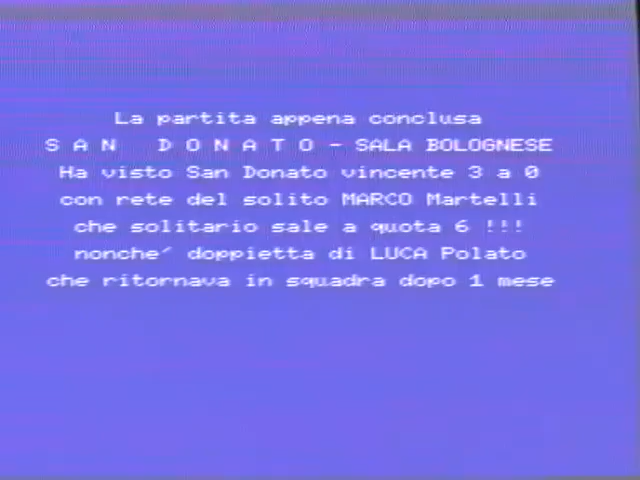 La partita appena conclusa
S A N   D O N A T O - SALA BOLOGNESE
Ha visto San Donato vincente 3 a 0
con rete del solito MARCO Martelli
che solitario sale a quota 6 !!!
nonche´ doppietta di LUCA Polato
che ritornava in squadra dopo 1 mese